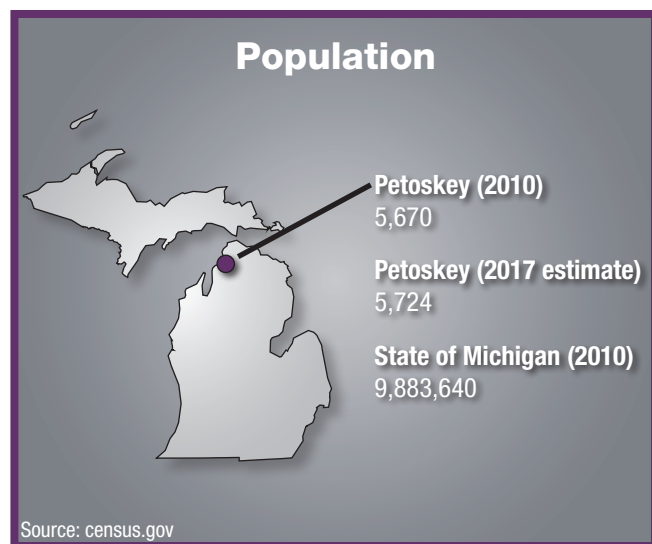 Population
Petoskey (2010)
5,670
Petoskey (2017 estimate)
5,724
State of Michigan (2010)
9,883,640
Source: census.gov